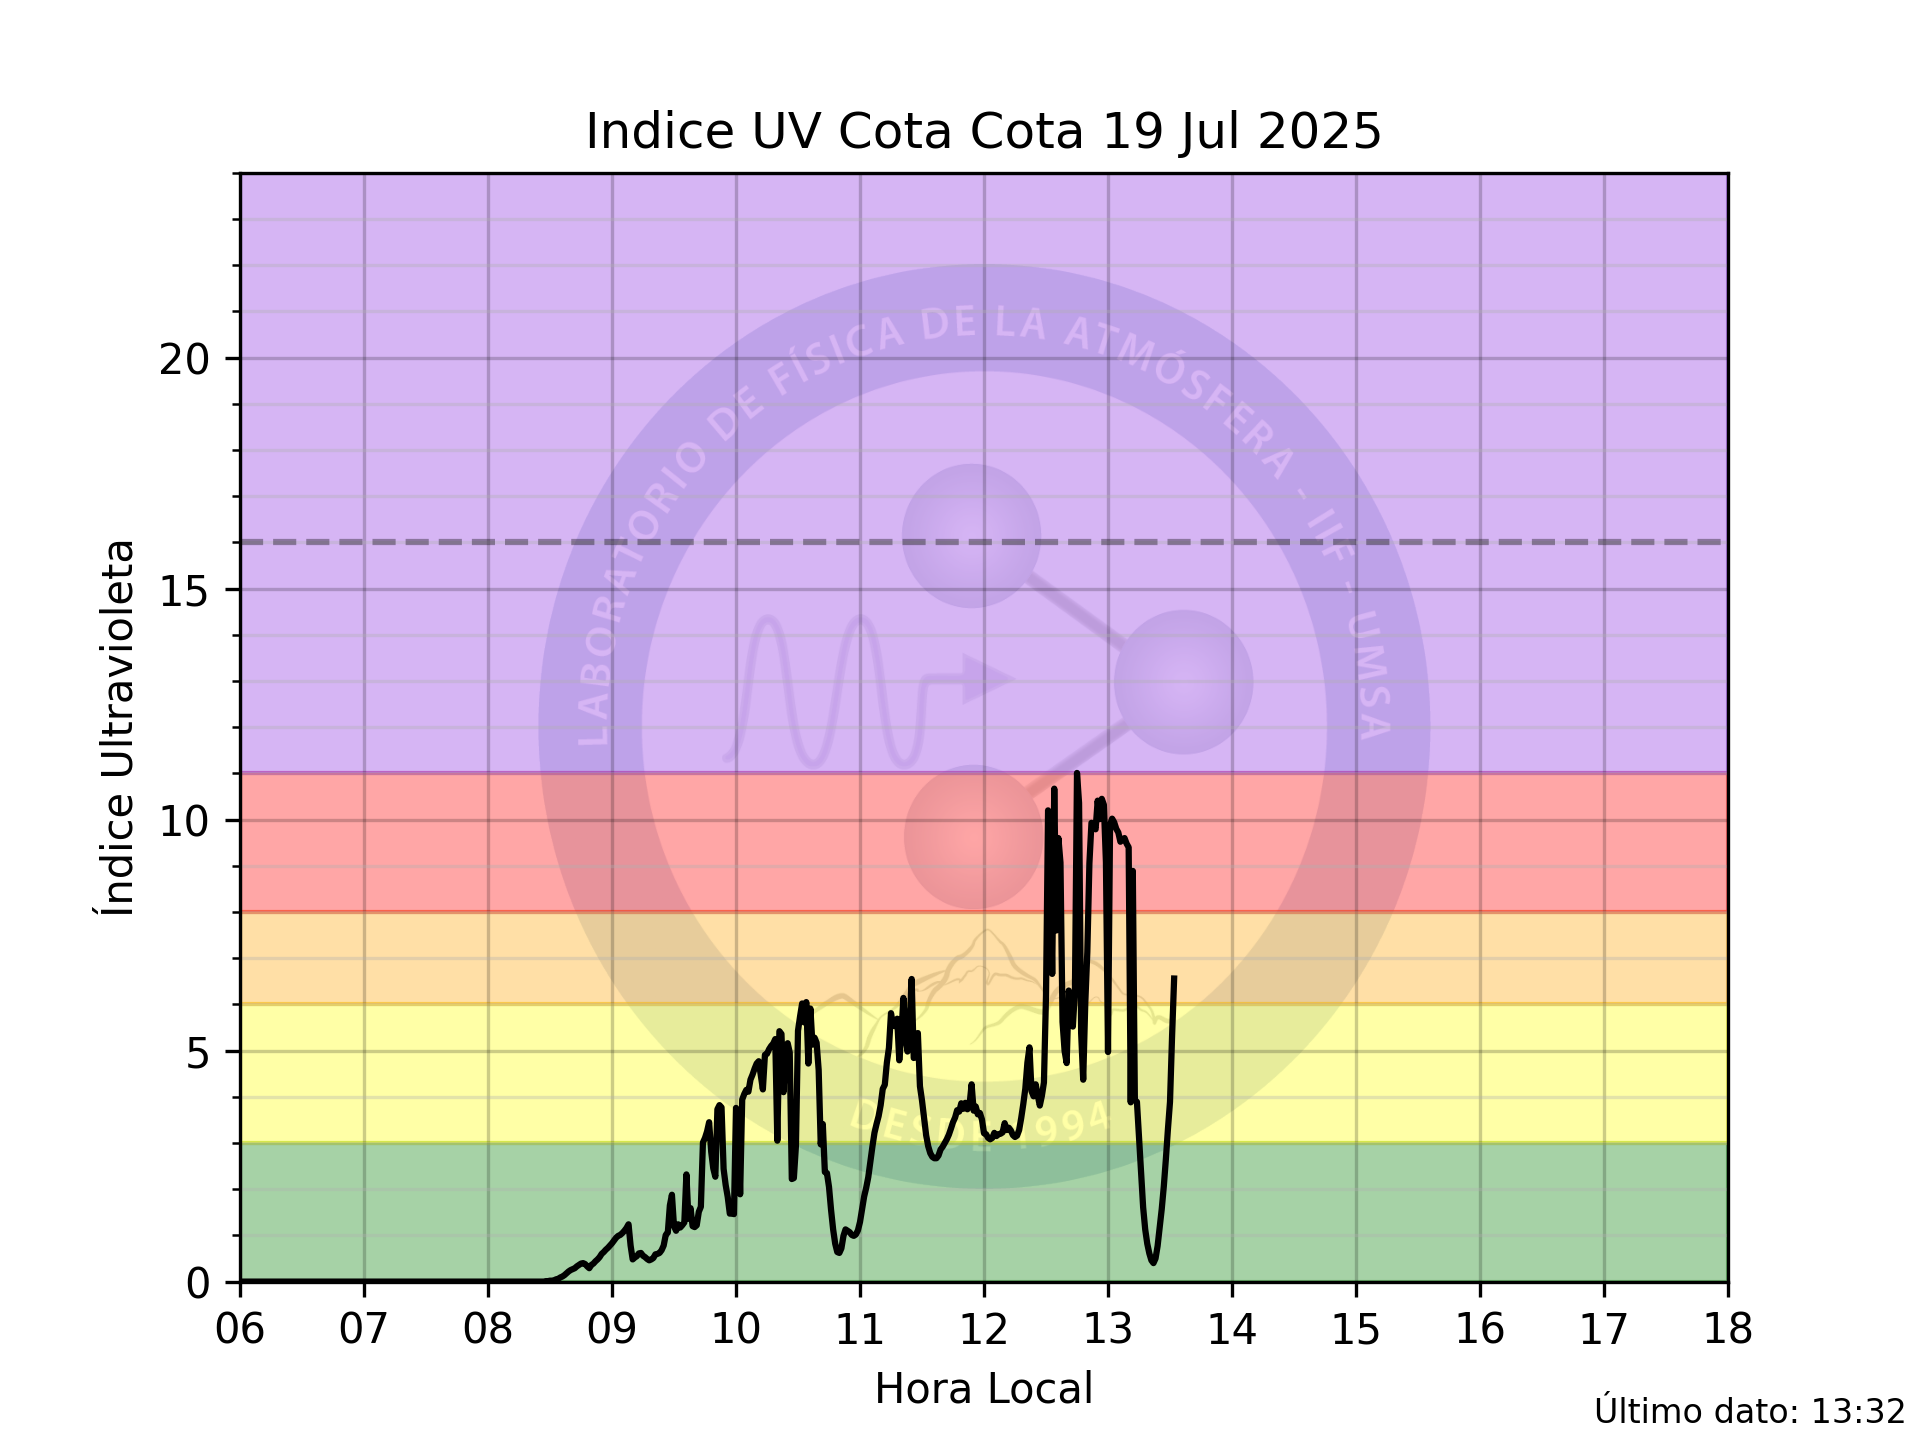 Indice UV Cota Cota 19 Jul 2025
LABORATORIO DE FÍSICA DE LA ATMÓSFERA - IIF - UMSA
DESDE 1994
Índice Ultravioleta
20
15
10
5
0
06 07 08 09 10 11 12 13 14 15 16 17 18
Hora Local
Último dato: 13:32